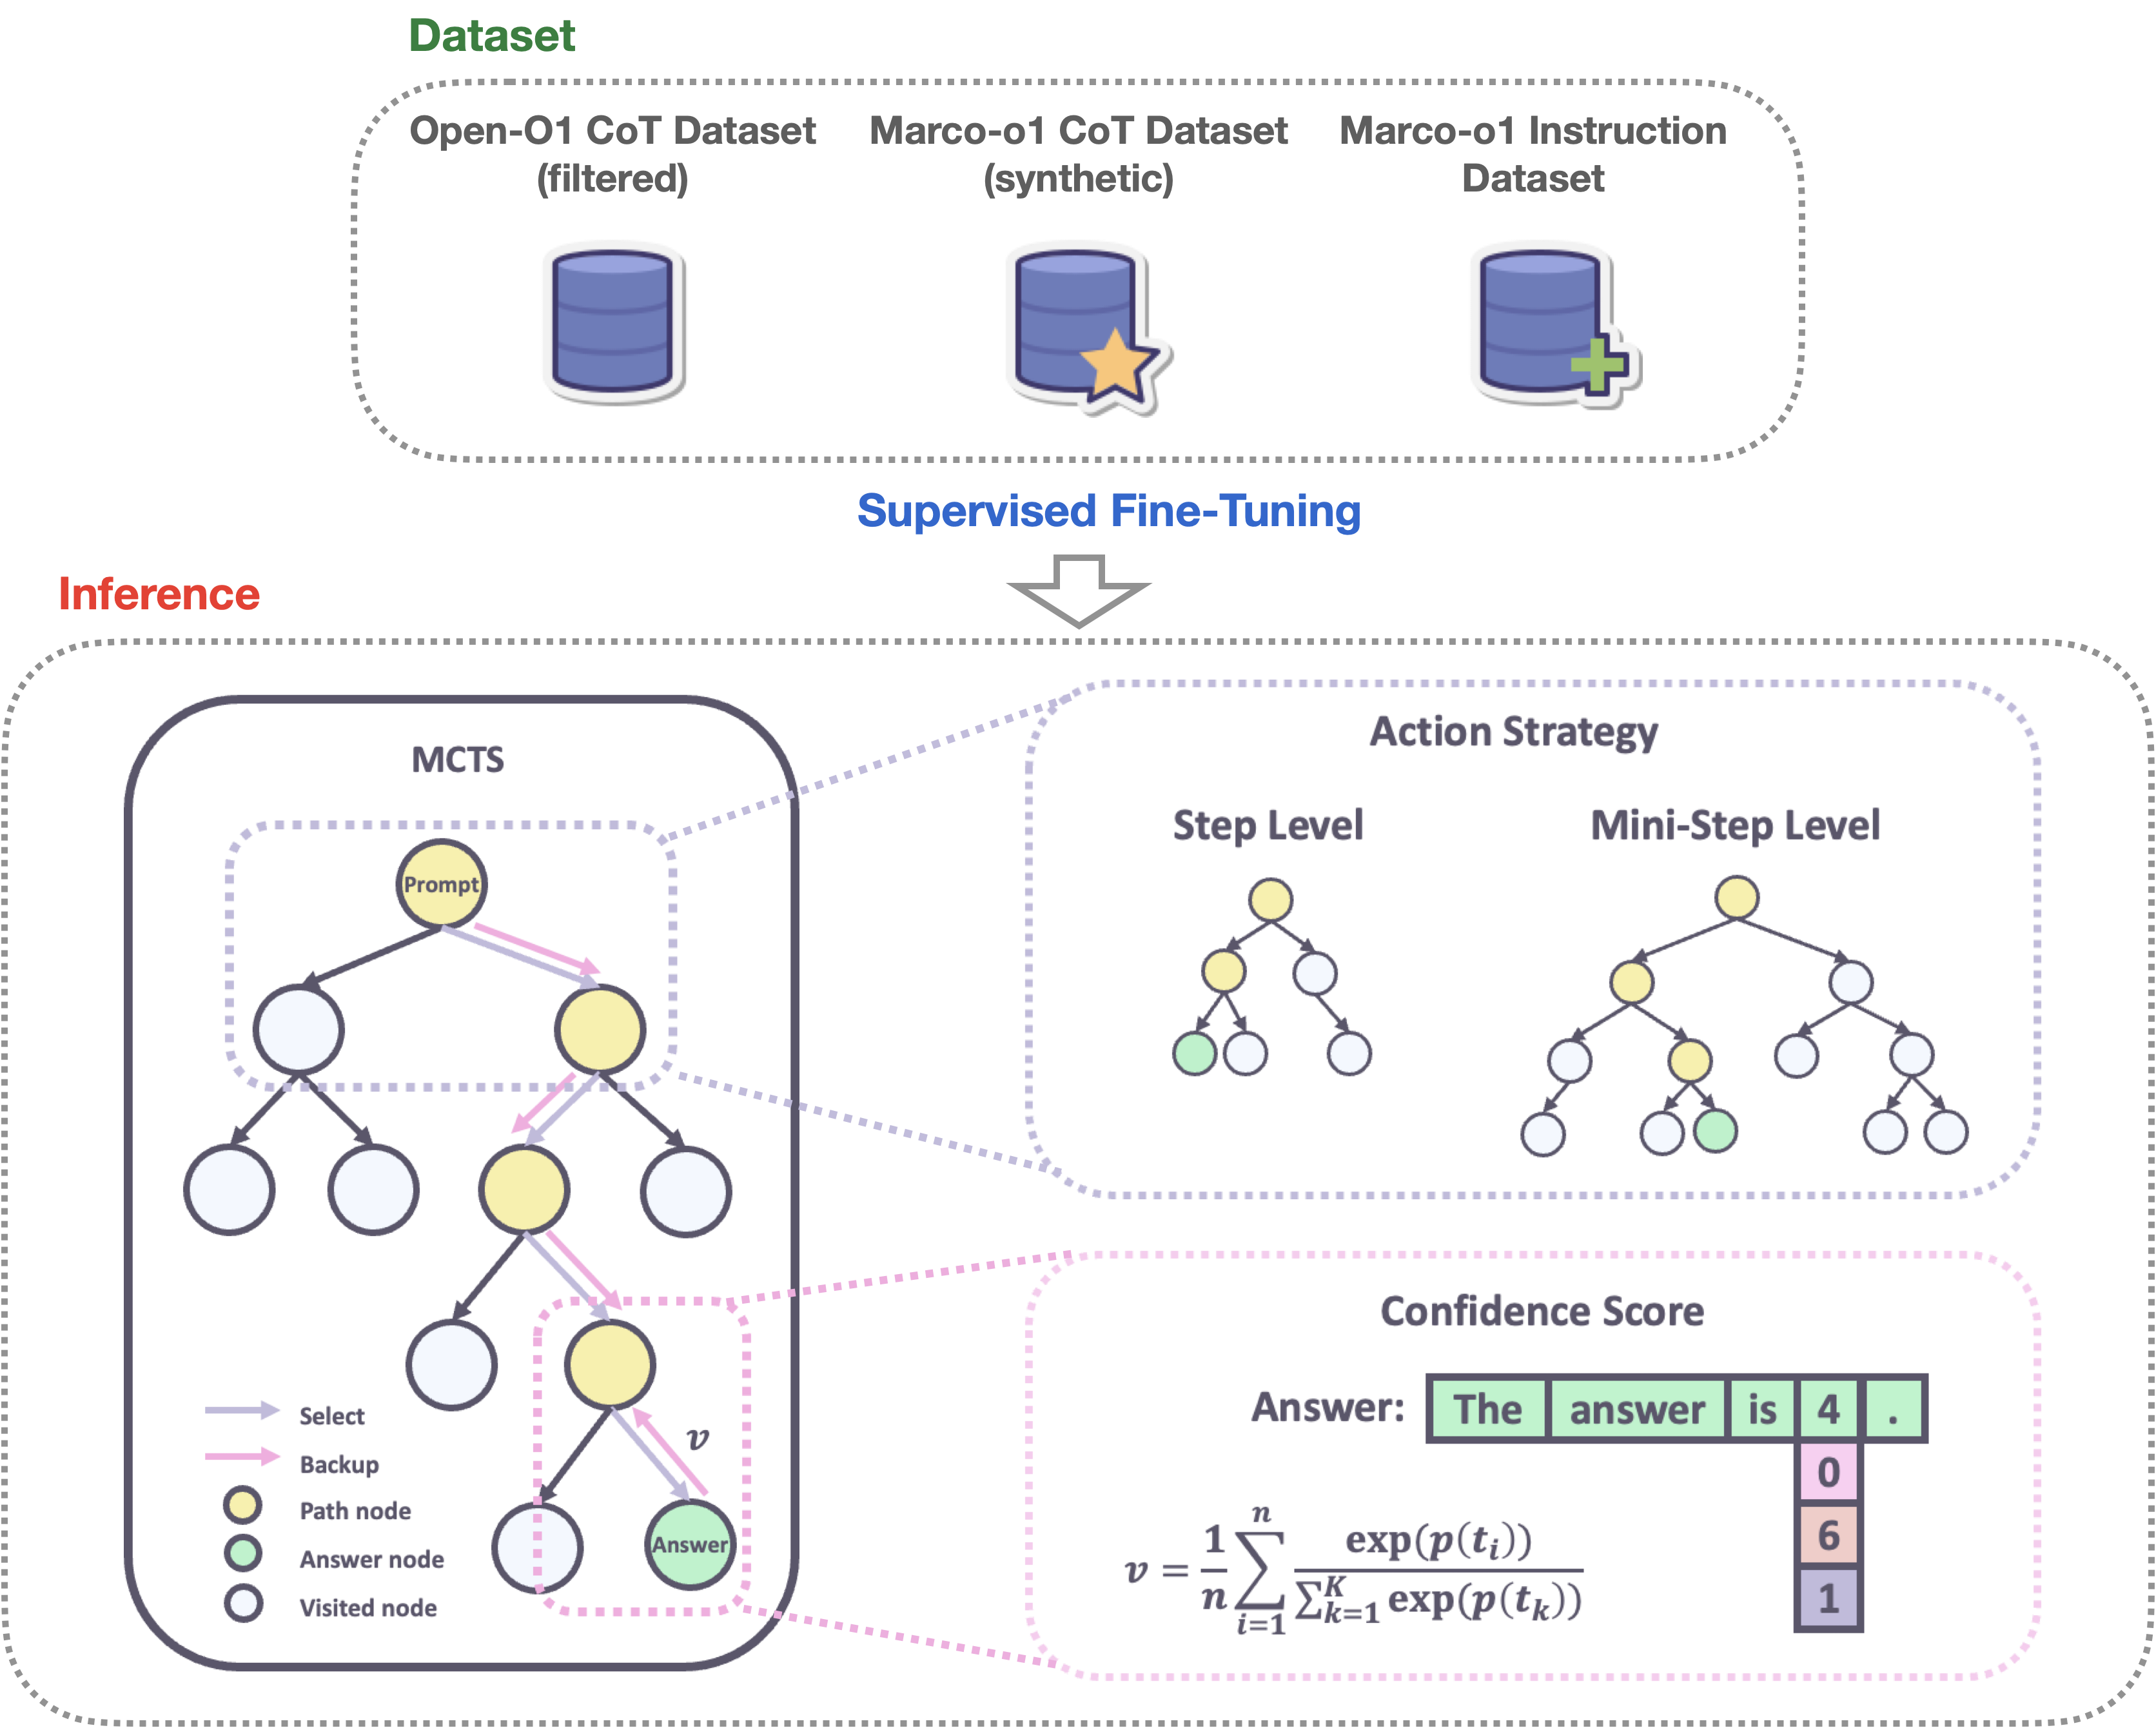 Dataset
Open-O1 CoT Dataset
(filtered)
Marco-o1 CoT Dataset
(synthetic)
Marco-o1 Instruction
Dataset
Supervised Fine-Tuning
Inference
MCTS
Prompt
v
Answer
Select
Backup
Path node
Answer node
Visited node
Action Strategy
Step Level
Mini-Step Level
Confidence Score
Answer: The answer is 4 .
0
6
1
v = \frac{1}{n} \sum_{i=1}^{n} \frac{exp(p(t_i))}{\sum_{k=1}^{K} exp(p(t_k))}